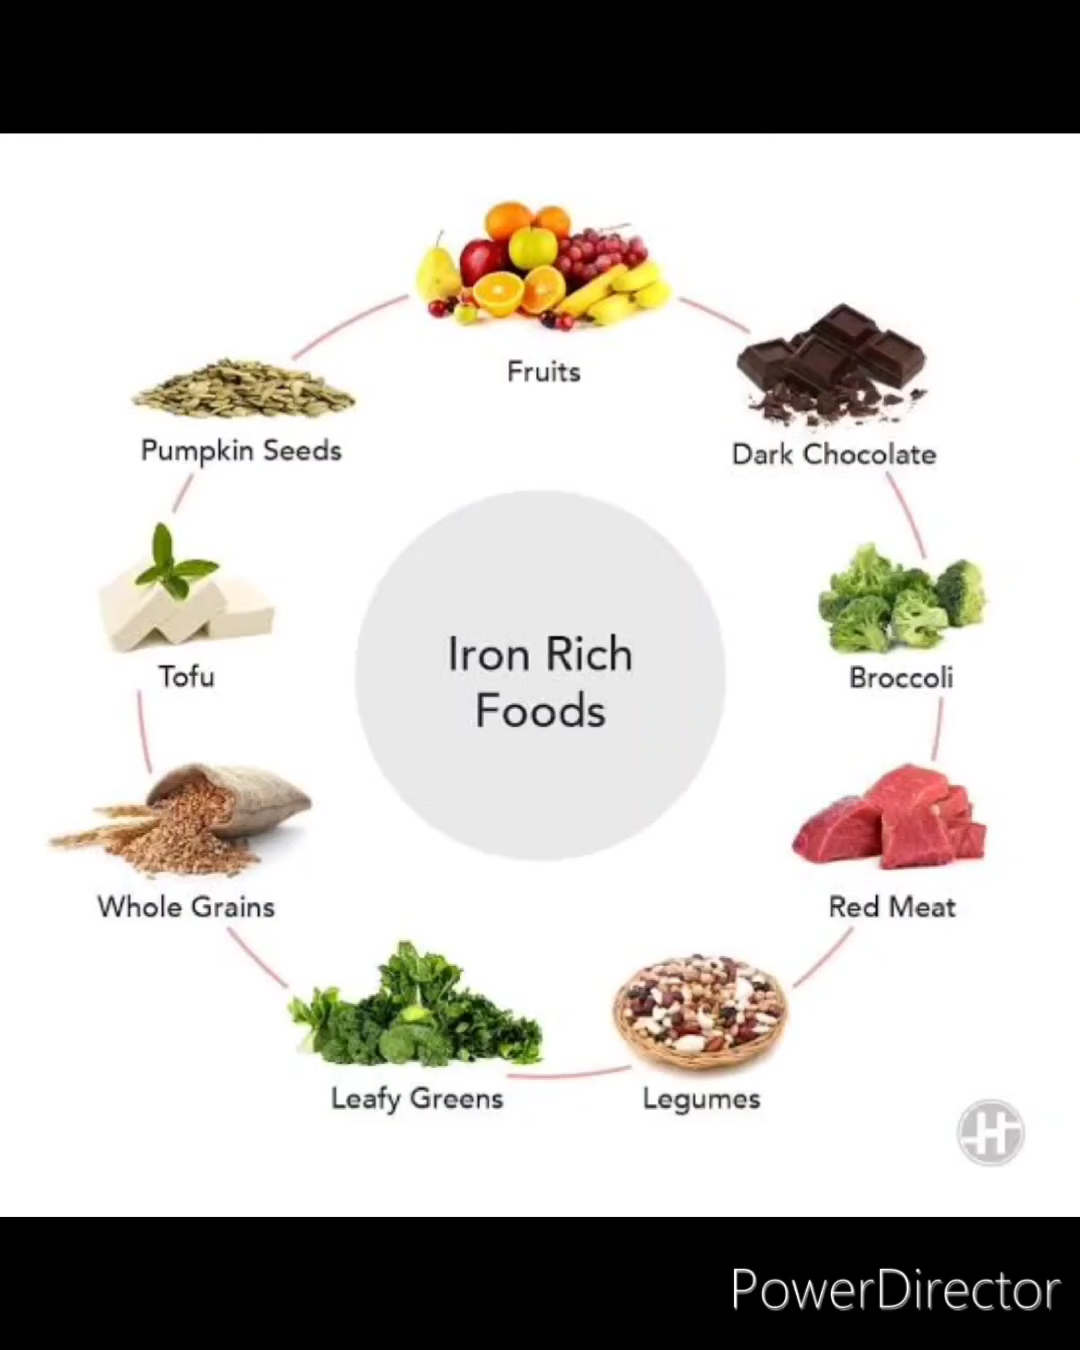 Fruits
Dark Chocolate
Pumpkin Seeds
Iron Rich
Foods
Tofu
Broccoli
Whole Grains
Red Meat
Leafy Greens
Legumes
H
PowerDirector